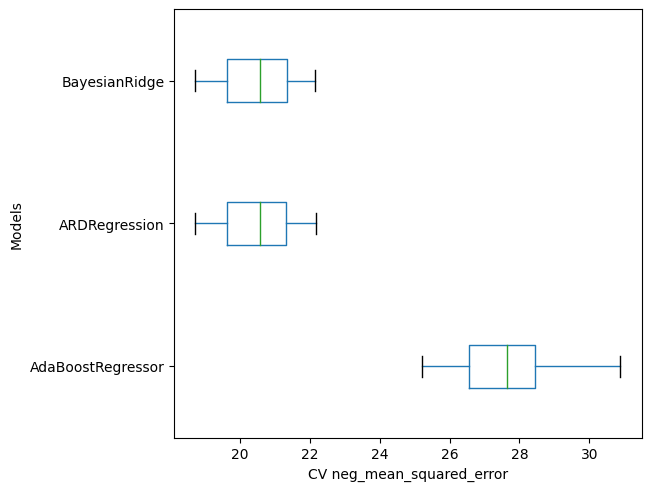 BayesianRidge
ARDRegression
AdaBoostRegressor
Models
20 22 24 26 28 30
CV neg_mean_squared_error